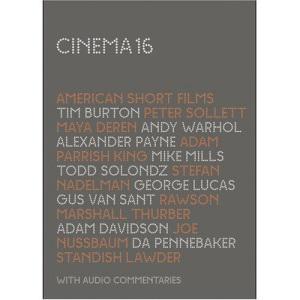 CINEMA16
AMERICAN SHORT FILMS
TIM BURTON PETER SOLLETT
MAYA DEREN ANDY WARHOL
ALEXANDER PAYNE ADAM
PARRISH KING MIKE MILLS
TODD SOLONDZ STEFAN
NADELMAN GEORGE LUCAS
GUS VAN SANT RAWSON
MARSHALL THURBER
ADAM DAVIDSON JOE
NUSSBAUM DA PENNEBAKER
STANDISH LAWDER
WITH AUDIO COMMENTARIES